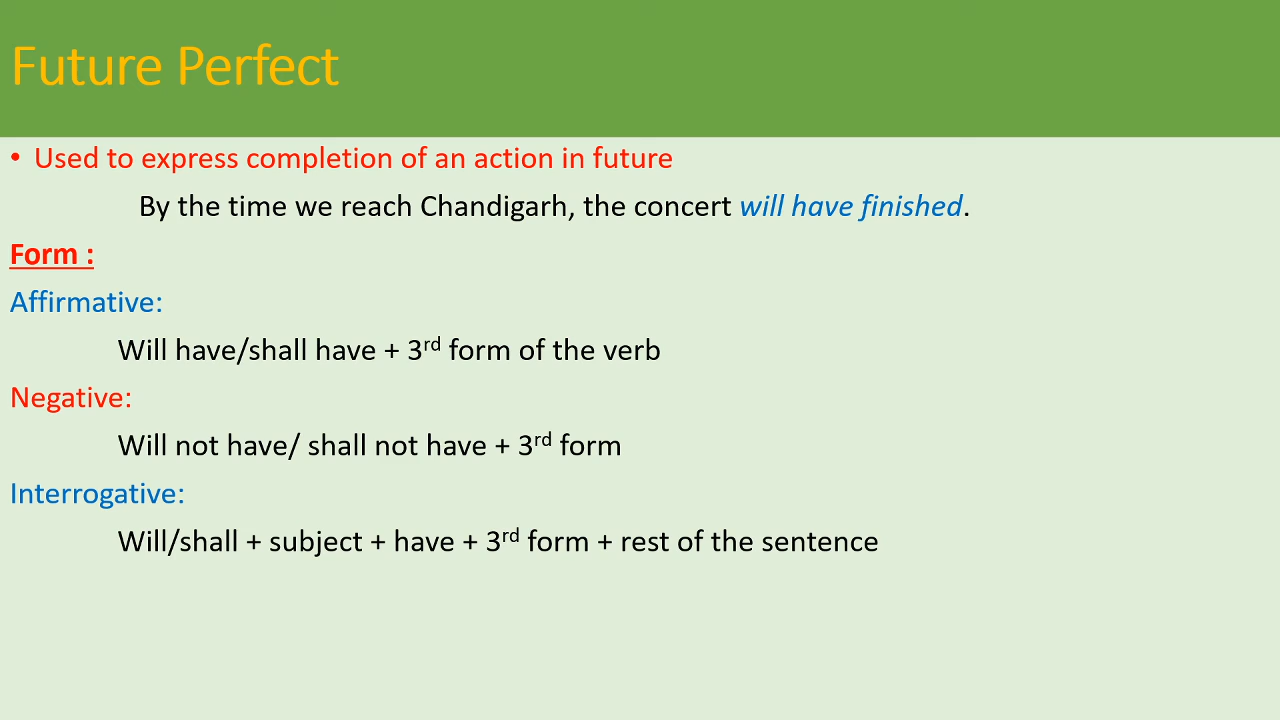 Future Perfect
• Used to express completion of an action in future
By the time we reach Chandigarh, the concert will have finished.
Form :
Affirmative:
Will have/shall have + 3rd form of the verb
Negative:
Will not have/ shall not have + 3rd form
Interrogative:
Will/shall + subject + have + 3rd form + rest of the sentence